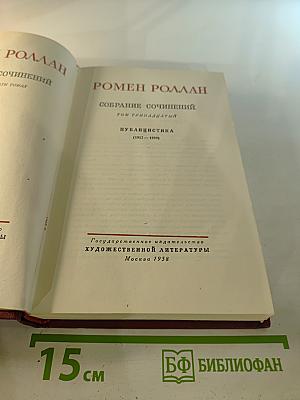 РОЛЛАН
СОЧИНЕНИЙ
РОМЕН РОЛЛАН
СОБРАНИЕ СОЧИНЕНИЙ
ТОМ ТРИНАДЦАТЫЙ
ПУБЛИЦИСТИКА
Государственное издательство
ХУДОЖЕСТВЕННОЙ ЛИТЕРАТУРЫ
Москва 1958
15 см
БФ БИБЛИОФАН